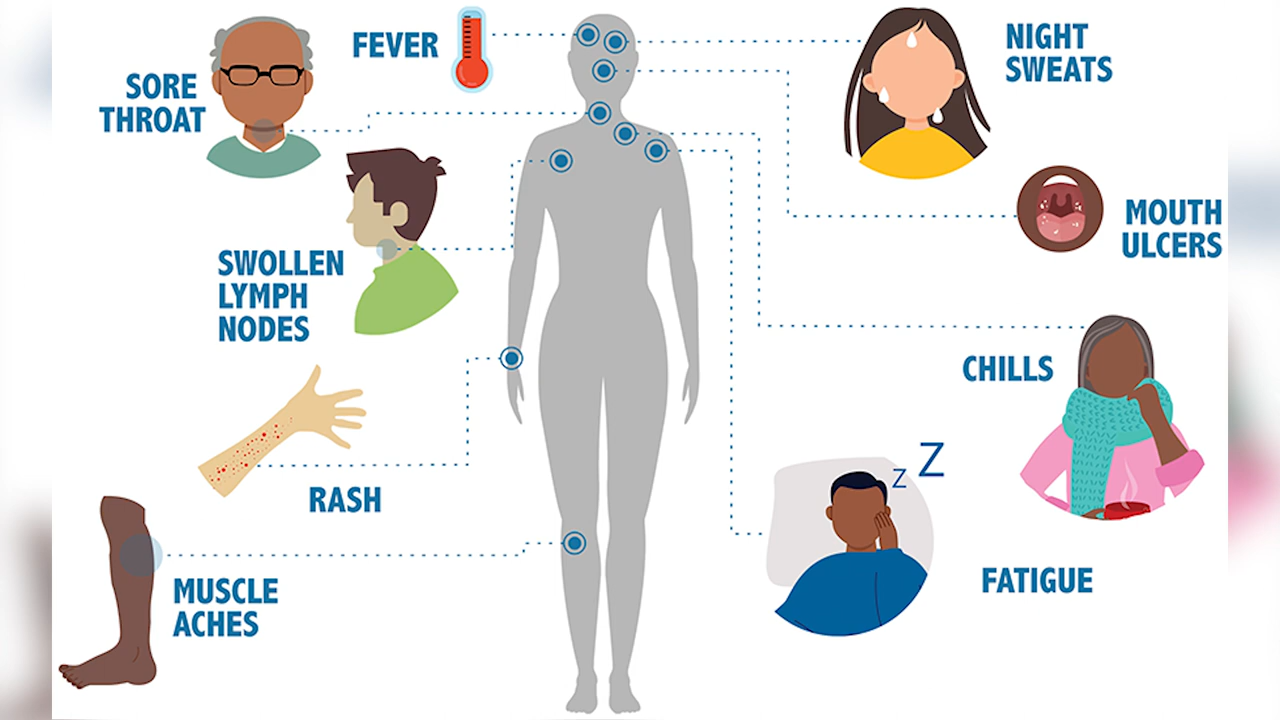 FEVER
SORE
THROAT
SWOLLEN
LYMPH
NODES
RASH
MUSCLE
ACHES
NIGHT
SWEATS
MOUTH
ULCERS
CHILLS
Z
Z
FATIGUE